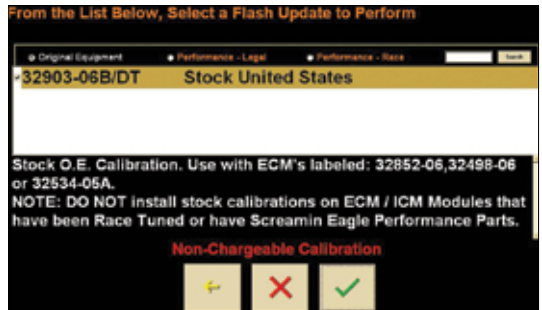 From the List Below, Select a Flash Update to Perform
Original Equipment Performance - Legal Performance - Race
32903-06B/DT Stock United States
Stock O.E. Calibration. Use with ECM's labeled: 32852-06,32498-06
or 32534-05A.
NOTE: DO NOT install stock calibrations on ECM / ICM Modules that
have been Race Tuned or have Screamin Eagle Performance Parts.
Non-Chargeable Calibration